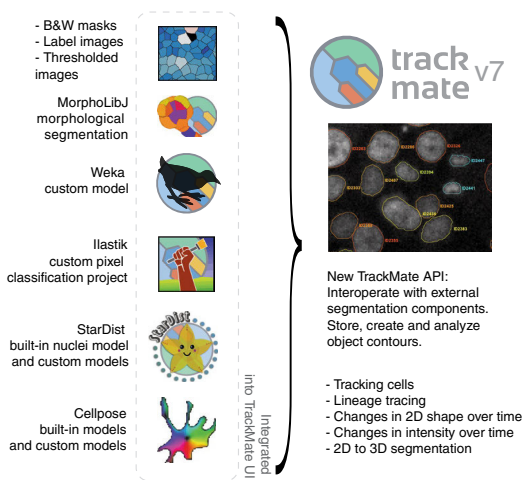 - B&W masks
- Label images
- Thresholded
images
MorphoLibJ
morphological
segmentation
Weka
custom model
Ilastik
custom pixel
classification project
StarDist
built-in nuclei model
and custom models
StarDist
Cellpose
built-in models
and custom models
Integrated
into TrackMate UI
track
mate v7
New TrackMate API:
Interoperate with external
segmentation components.
Store, create and analyze
object contours.
- Tracking cells
- Lineage tracing
- Changes in 2D shape over time
- Changes in intensity over time
- 2D to 3D segmentation